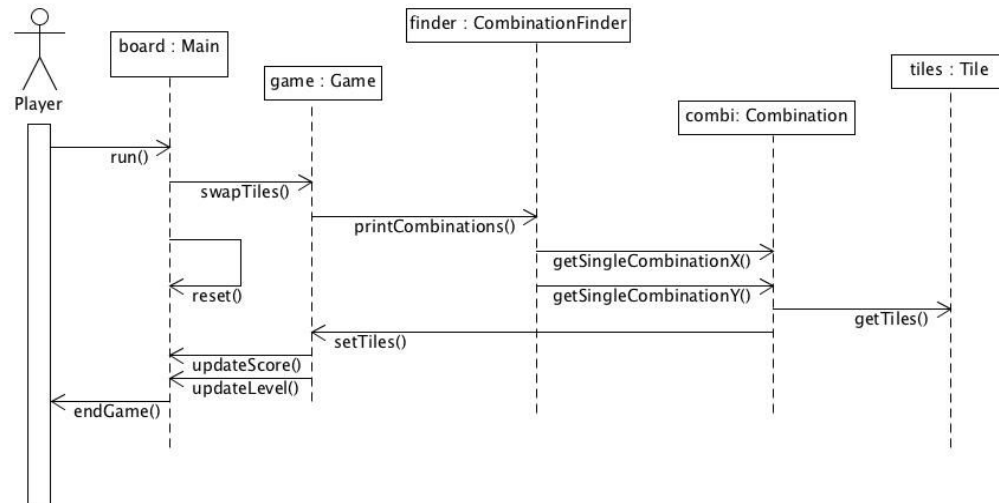 finder : CombinationFinder
board : Main
tiles : Tile
game : Game
Player
combi: Combination
run()
swapTiles()
printCombinations()
getSingleCombinationX()
reset()
getSingleCombinationY()
getTiles()
setTiles()
updateScore()
updateLevel()
endGame()